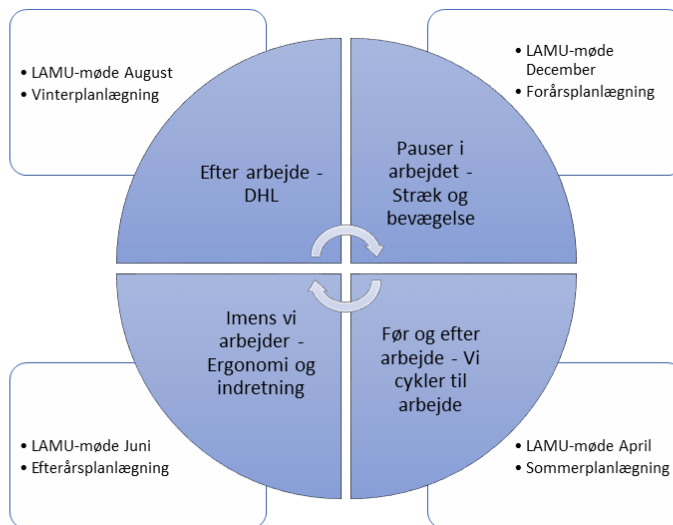 • LAMU-møde August
• Vinterplanlægning
• LAMU-møde
December
• Forårsplanlægning
Efter arbejde -
DHL
Pauser i
arbejdet -
Stræk og
bevægelse
Imens vi
arbejder -
Ergonomi og
indretning
Før og efter
arbejde - Vi
cykler til
arbejde
• LAMU-møde Juni
• Efterårsplanlægning
• LAMU-møde April
• Sommerplanlægning